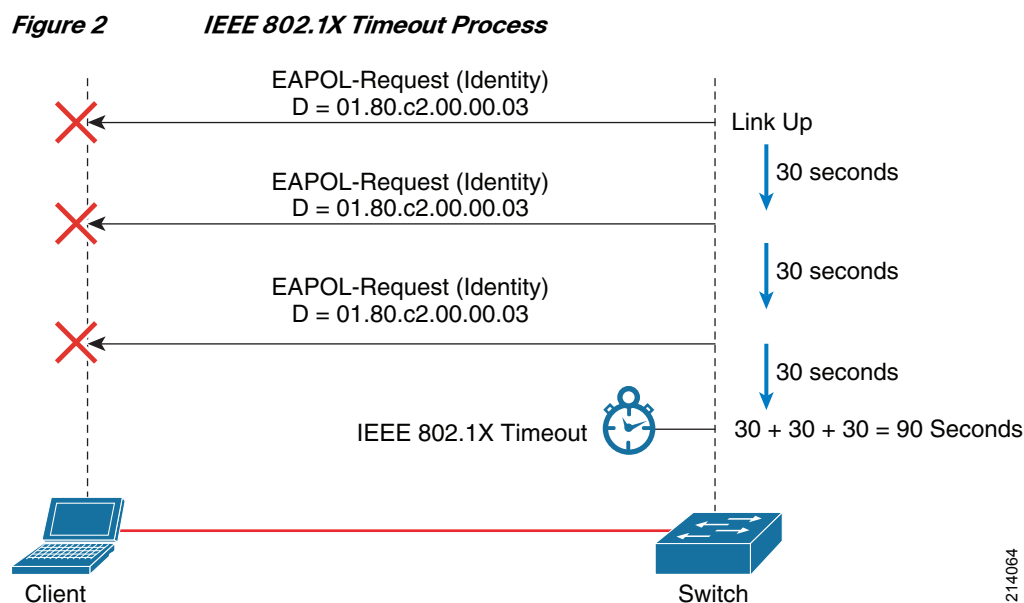 Figure 2 IEEE 802.1X Timeout Process
EAPOL-Request (Identity)
D = 01.80.c2.00.00.03
Link Up
30 seconds
EAPOL-Request (Identity)
D = 01.80.c2.00.00.03
30 seconds
EAPOL-Request (Identity)
D = 01.80.c2.00.00.03
30 seconds
IEEE 802.1X Timeout
30 + 30 + 30 = 90 Seconds
Client
Switch
214064